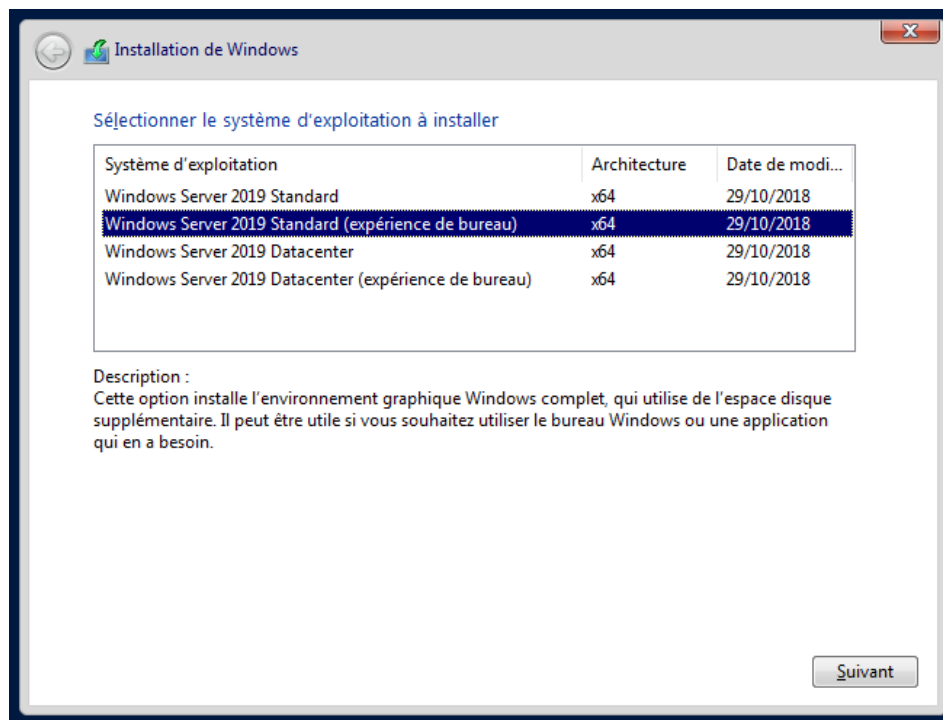 Installation de Windows
Sélectionner le système d'exploitation à installer
Système d'exploitation Architecture Date de modi...
Windows Server 2019 Standard x64 29/10/2018
Windows Server 2019 Standard (expérience de bureau) x64 29/10/2018
Windows Server 2019 Datacenter x64 29/10/2018
Windows Server 2019 Datacenter (expérience de bureau) x64 29/10/2018
Description :
Cette option installe l'environnement graphique Windows complet, qui utilise de l'espace disque
supplémentaire. Il peut être utile si vous souhaitez utiliser le bureau Windows ou une application
qui en a besoin.
Suivant